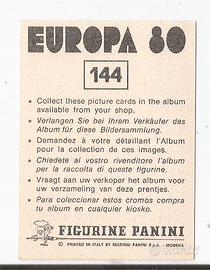 EUROPA 80
144
• Collect these picture cards in the album
available from your shop.
• Verlangen Sie bei Ihrem Verkäufer das
Album für diese Bildersammlung.
• Demandez à votre détaillant l'Album
pour la collection de ces images.
• Chiedete al vostro rivenditore l'album
per la raccolta di queste figurine.
• Vraagt aan uw verkoper het album voor
uw verzameling van deze prentjes.
• Para coleccionar estos cromos compra
tu album en cualquier kiosko.
FIGURINE PANINI
© PRINTED IN ITALY BY EDIZIONI PANINI S.p.A. - MODENA